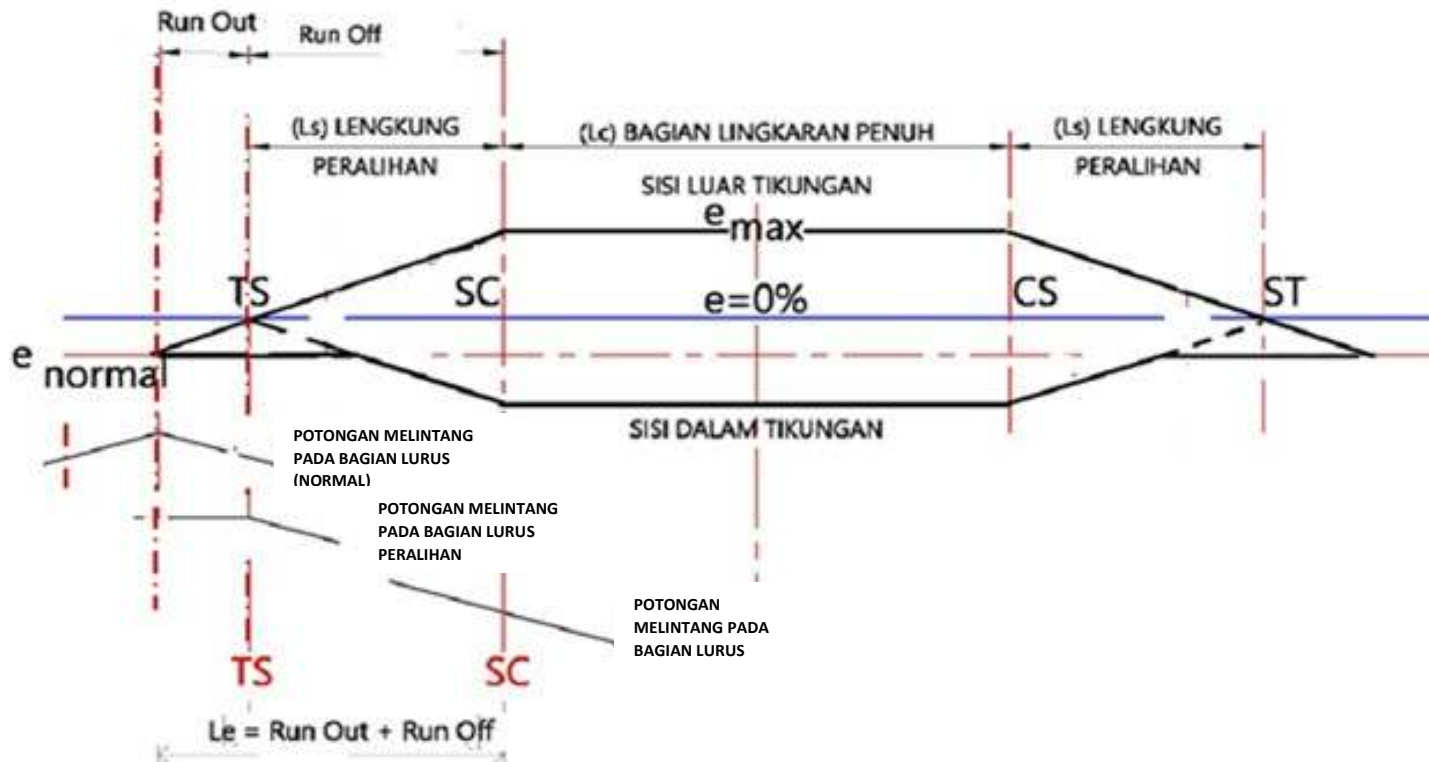 Run Out
Run Off
(Ls) LENGKUNG
PERALIHAN
(Lc) BAGIAN LINGKARAN PENUH
(Ls) LENGKUNG
PERALIHAN
SISI LUAR TIKUNGAN
e max
TS
SC
e=0%
CS
ST
e normal
SISI DALAM TIKUNGAN
POTONGAN MELINTANG
PADA BAGIAN LURUS
(NORMAL)
POTONGAN MELINTANG
PADA BAGIAN LURUS
PERALIHAN
POTONGAN
MELINTANG PADA
BAGIAN LURUS
TS
SC
Le = Run Out + Run Off